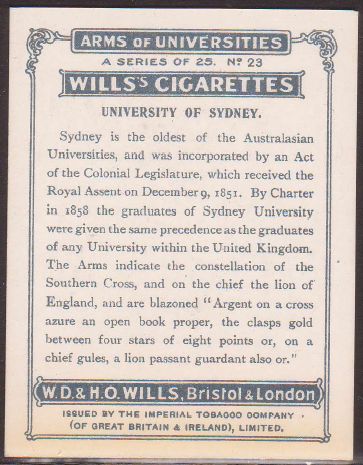 ARMS OF UNIVERSITIES
A SERIES OF 25. No 23
WILLS'S CIGARETTES
UNIVERSITY OF SYDNEY.
Sydney is the oldest of the Australasian
Universities, and was incorporated by an Act
of the Colonial Legislature, which received the
Royal Assent on December 9, 1851. By Charter
in 1858 the graduates of Sydney University
were given the same precedence as the graduates
of any University within the United Kingdom.
The Arms indicate the constellation of the
Southern Cross, and on the chief the lion of
England, and are blazoned "Argent on a cross
azure an open book proper, the clasps gold
between four stars of eight points or, on a
chief gules, a lion passant guardant also or."
W.D. & H.O. WILLS, Bristol & London
ISSUED BY THE IMPERIAL TOBACCO COMPANY
(OF GREAT BRITAIN & IRELAND), LIMITED.